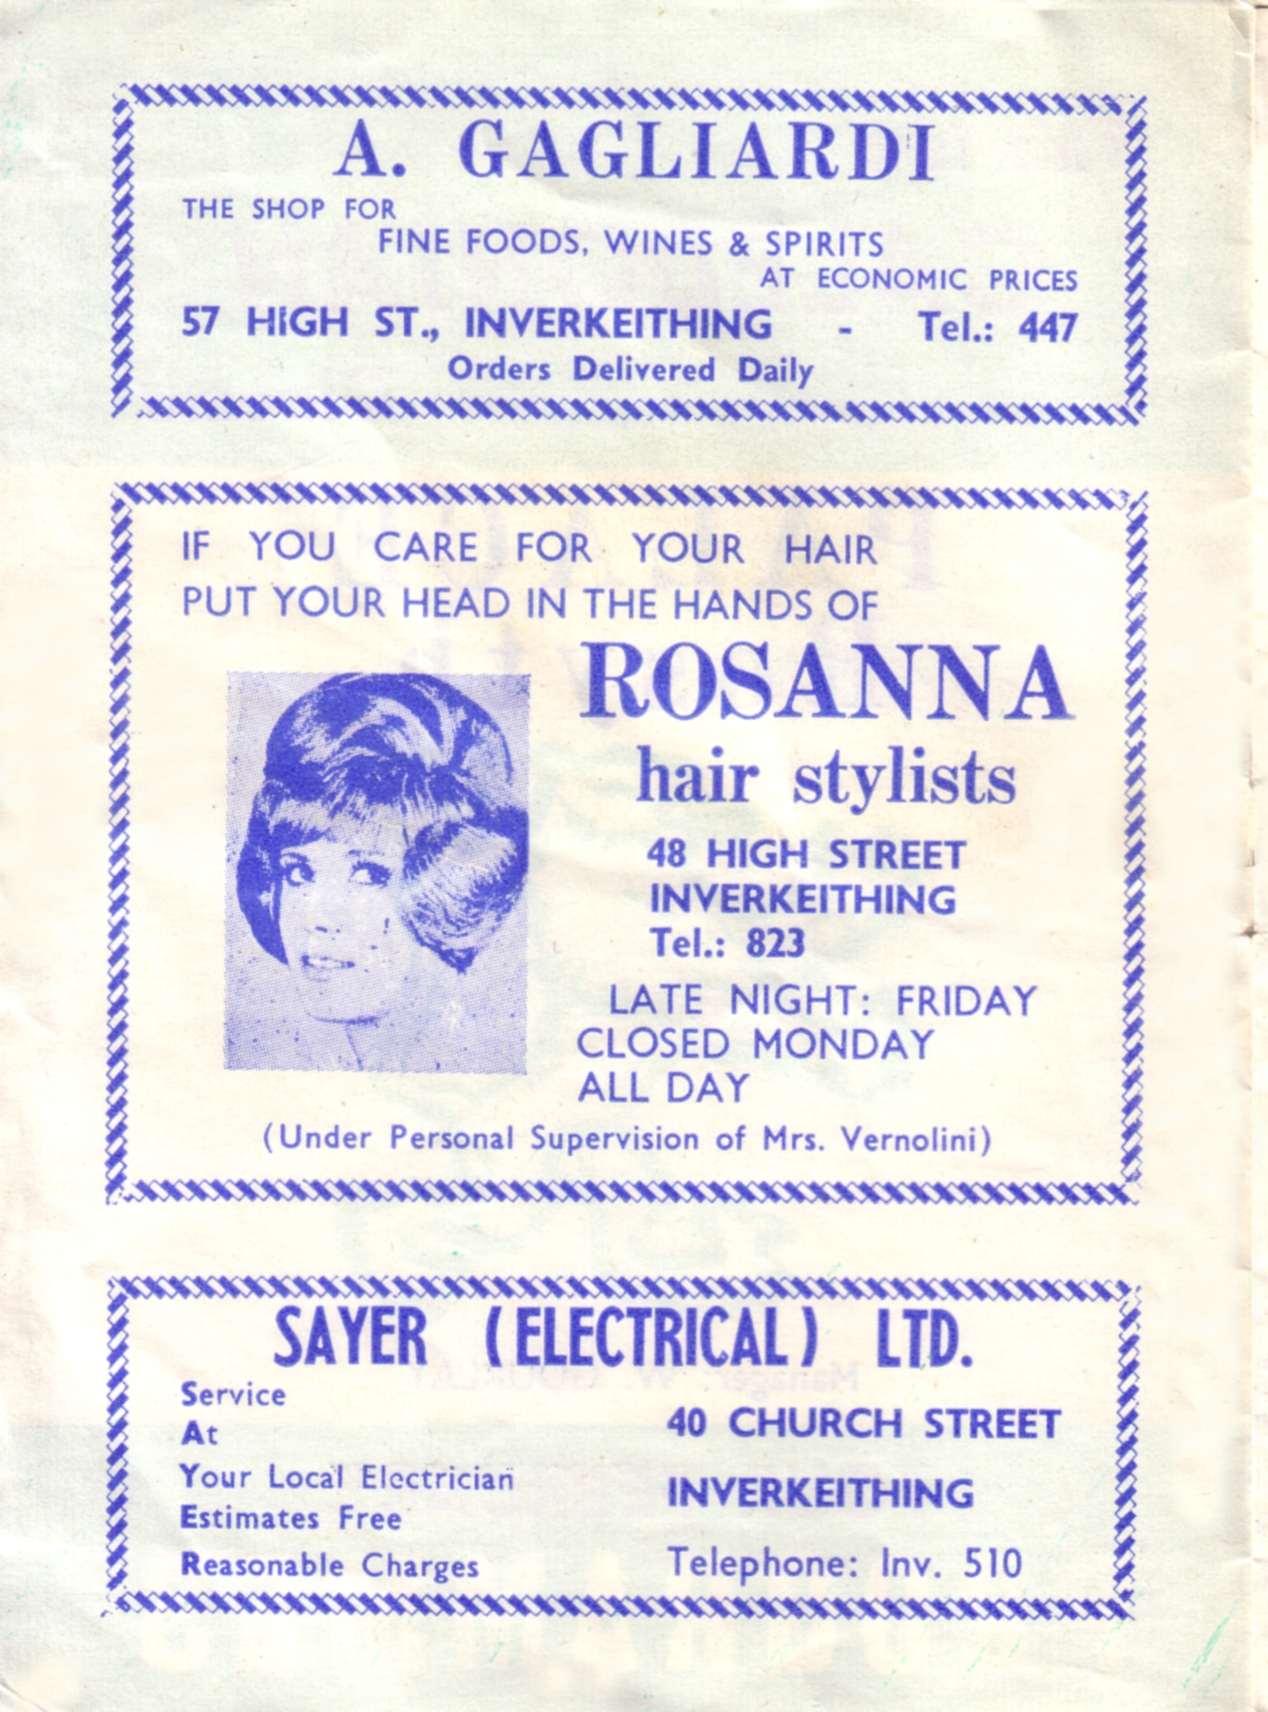 A. GAGLIARDI
THE SHOP FOR
FINE FOODS, WINES & SPIRITS
AT ECONOMIC PRICES
57 HIGH ST., INVERKEITHING - Tel.: 447
Orders Delivered Daily
IF YOU CARE FOR YOUR HAIR
PUT YOUR HEAD IN THE HANDS OF
ROSANNA
hair stylists
48 HIGH STREET
INVERKEITHING
Tel.: 823
LATE NIGHT: FRIDAY
CLOSED MONDAY
ALL DAY
(Under Personal Supervision of Mrs. Vernolini)
SAYER (ELECTRICAL) LTD.
Service
At
Your Local Electrician
Estimates Free
Reasonable Charges
40 CHURCH STREET
INVERKEITHING
Telephone: Inv. 510